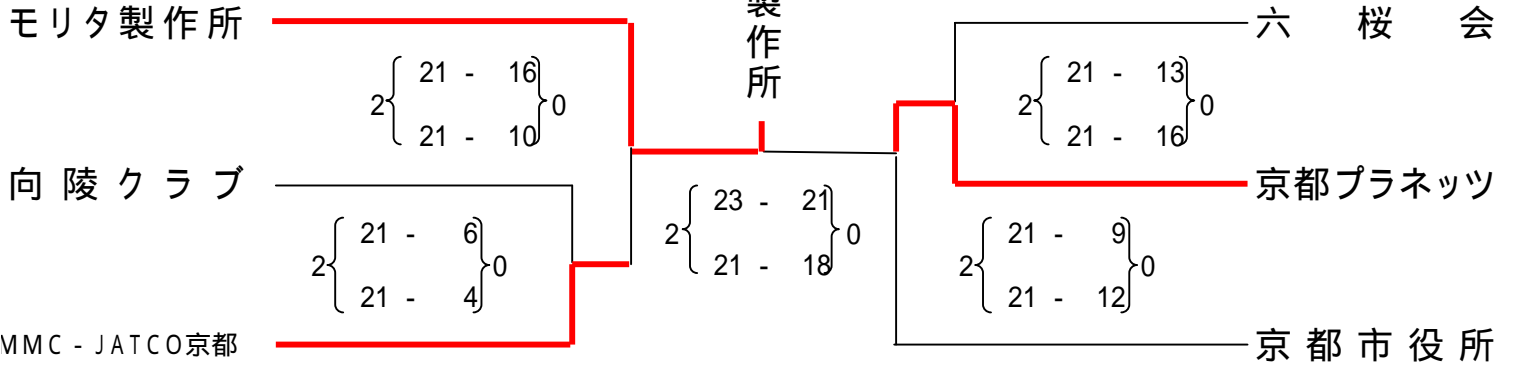 製作所
モリタ製作所
六桜会
21 - 16
2 0
21 - 10
21 - 13
2 0
21 - 16
向陵クラブ
京都プラネッツ
23 - 21
2 0
21 - 18
21 - 6
2 0
21 - 4
21 - 9
2 0
21 - 12
MMC - JATCO京都
京都市役所